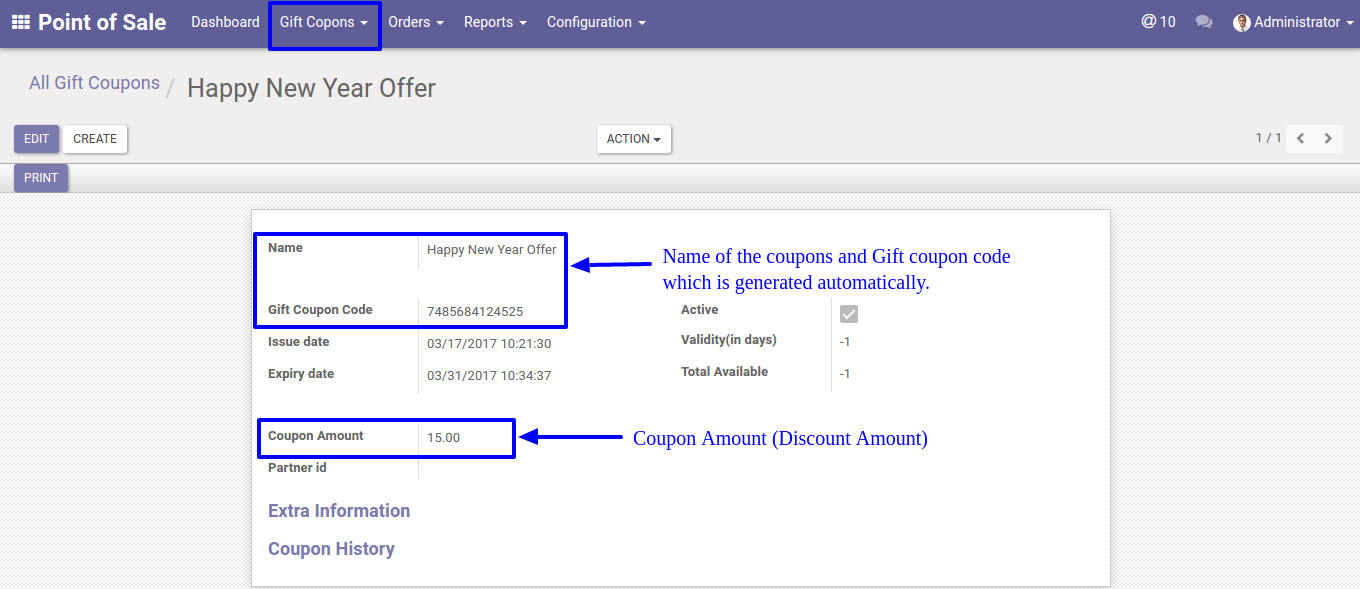 Point of Sale Dashboard Gift Copons Orders Reports Configuration @ 10 Administrator
All Gift Coupons / Happy New Year Offer
EDIT CREATE ACTION 1 / 1
PRINT
Name Happy New Year Offer
Name of the coupons and Gift coupon code
which is generated automatically.
Gift Coupon Code 7485684124525 Active
Issue date 03/17/2017 10:21:30 Validity(in days) -1
Expiry date 03/31/2017 10:34:37 Total Available -1
Coupon Amount 15.00 Coupon Amount (Discount Amount)
Partner id
Extra Information
Coupon History